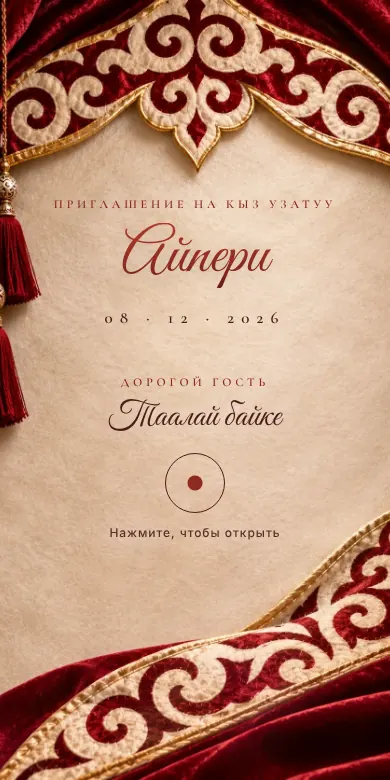 ПРИГЛАШЕНИЕ НА КЫЗ УЗАТУУ
Айпери
08 · 12 · 2026
ДОРОГОЙ ГОСТЬ
Таалай байке
Нажмите, чтобы открыть